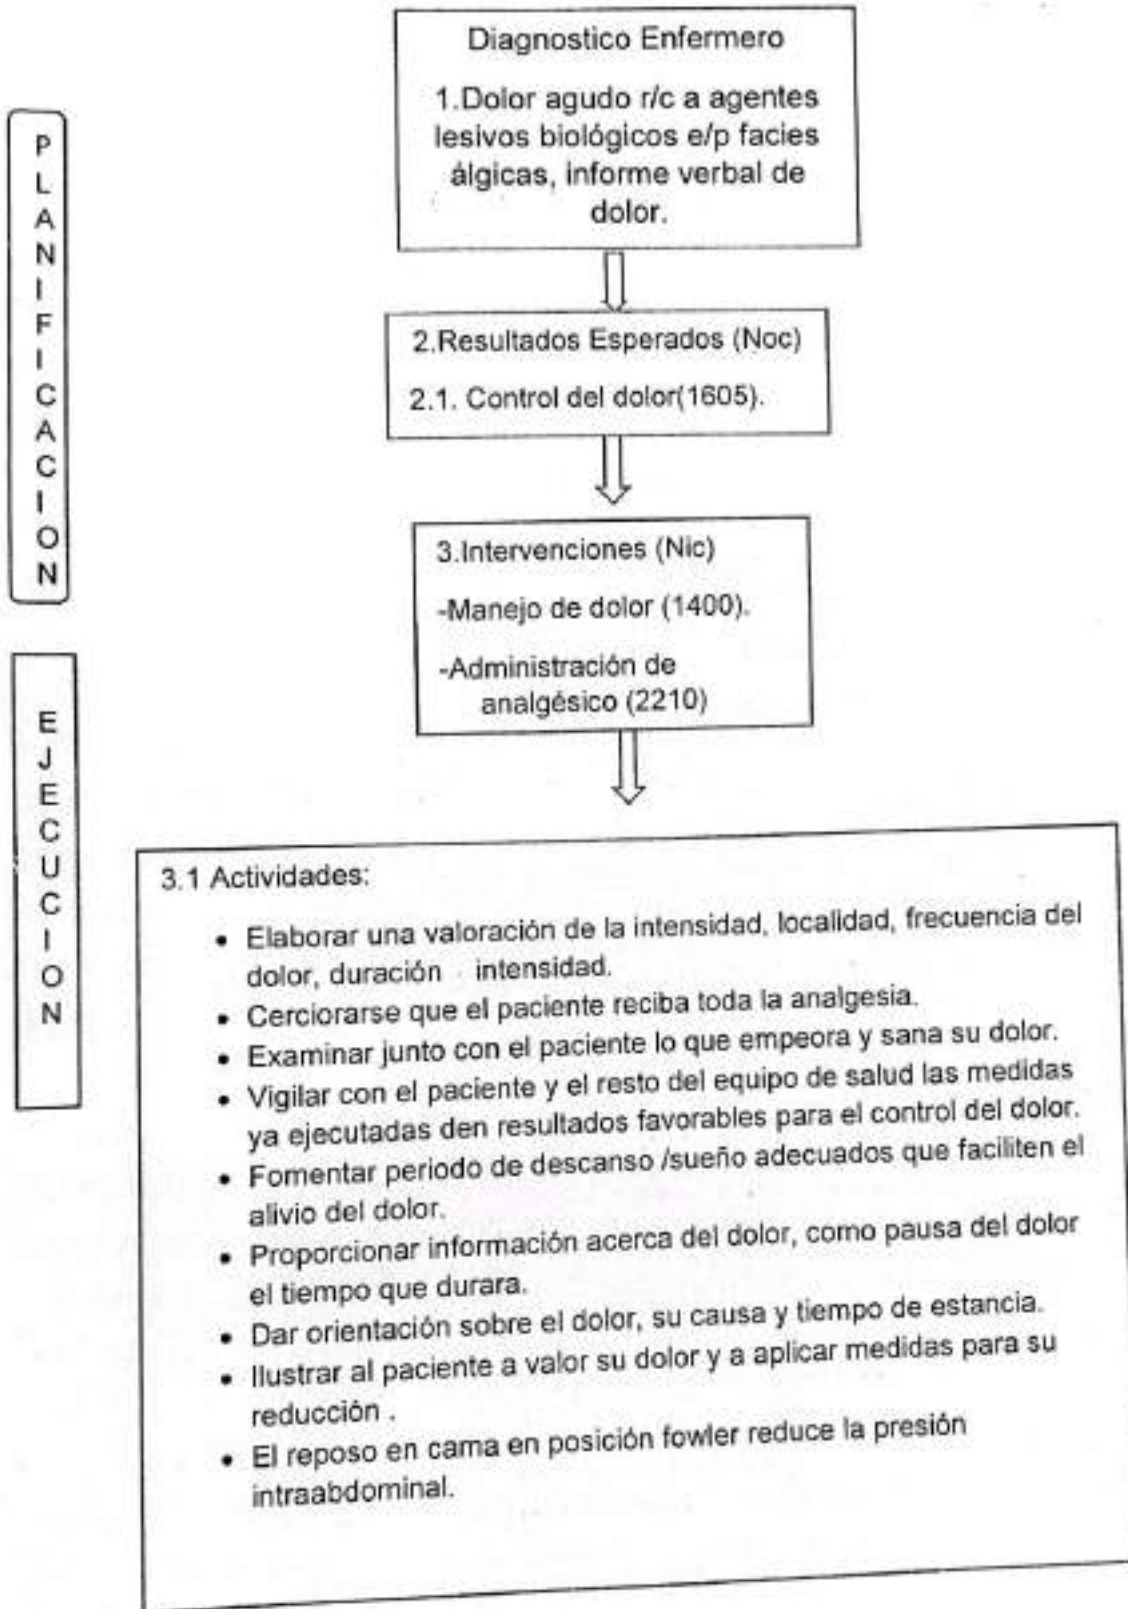 Diagnostico Enfermero
1.Dolor agudo r/c a agentes
lesivos biológicos e/p facies
álgicas, informe verbal de
dolor.
PLANIFICACION
2.Resultados Esperados (Noc)
2.1. Control del dolor(1605).
3.Intervenciones (Nic)
-Manejo de dolor (1400).
-Administración de
analgésico (2210)
EJECUCION
3.1 Actividades:
• Elaborar una valoración de la intensidad, localidad, frecuencia del
dolor, duración intensidad.
• Cerciorarse que el paciente reciba toda la analgesia.
• Examinar junto con el paciente lo que empeora y sana su dolor.
• Vigilar con el paciente y el resto del equipo de salud las medidas
ya ejecutadas den resultados favorables para el control del dolor.
• Fomentar periodo de descanso /sueño adecuados que faciliten el
alivio del dolor.
• Proporcionar información acerca del dolor, como pausa del dolor
el tiempo que durara.
• Dar orientación sobre el dolor, su causa y tiempo de estancia.
• Ilustrar al paciente a valor su dolor y a aplicar medidas para su
reducción .
• El reposo en cama en posición fowler reduce la presión
intraabdominal.